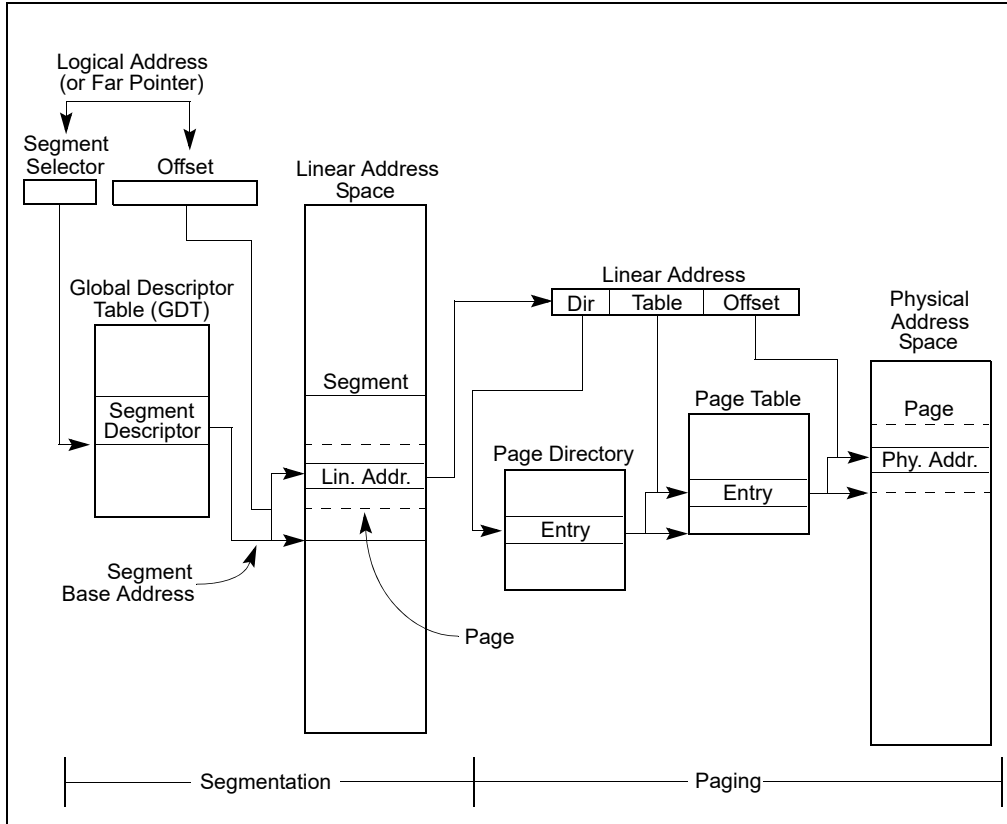 Logical Address
(or Far Pointer)
Segment
Selector
Offset
Linear Address
Space
Global Descriptor
Table (GDT)
Segment
Descriptor
Segment
Lin. Addr.
Segment
Base Address
Page
Linear Address
Dir
Table
Offset
Page Directory
Entry
Page Table
Entry
Physical
Address
Space
Page
Phy. Addr.
Segmentation
Paging